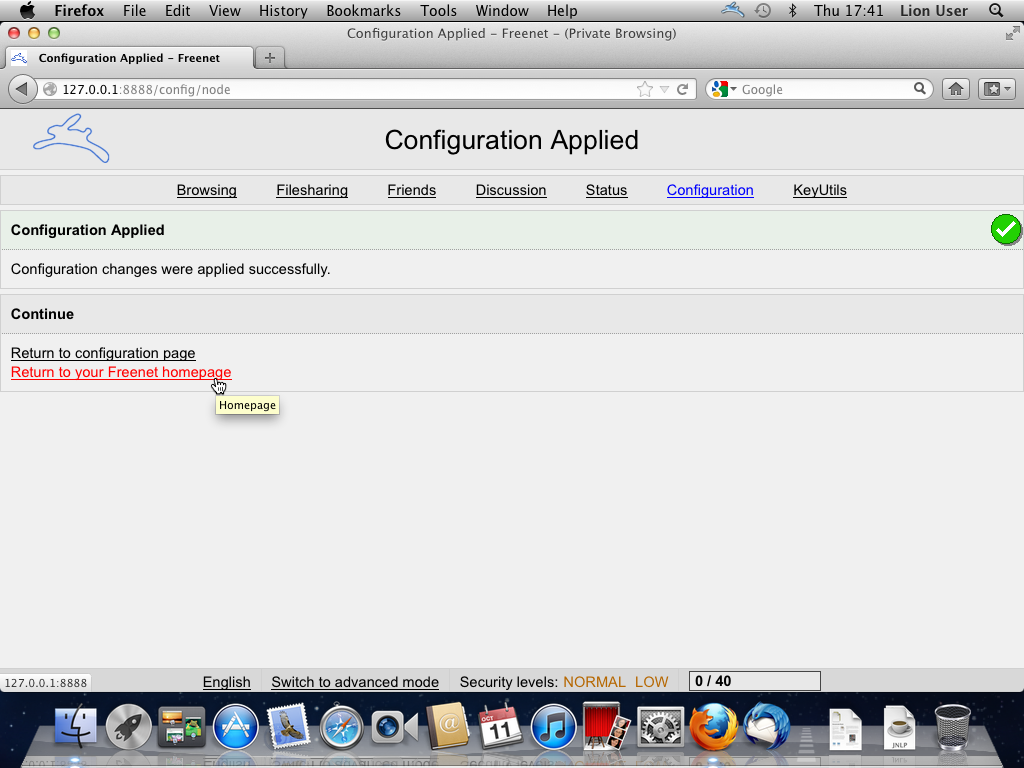 Firefox File Edit View History Bookmarks Tools Window Help Thu 17:41 Lion User
Configuration Applied – Freenet – (Private Browsing)
Configuration Applied – Freenet
127.0.0.1:8888/config/node Google
Configuration Applied
Browsing Filesharing Friends Discussion Status Configuration KeyUtils
Configuration Applied
Configuration changes were applied successfully.
Continue
Return to configuration page
Return to your Freenet homepage
Homepage
127.0.0.1:8888 English Switch to advanced mode Security levels: NORMAL LOW 0 / 40
OCT
11
JNLP